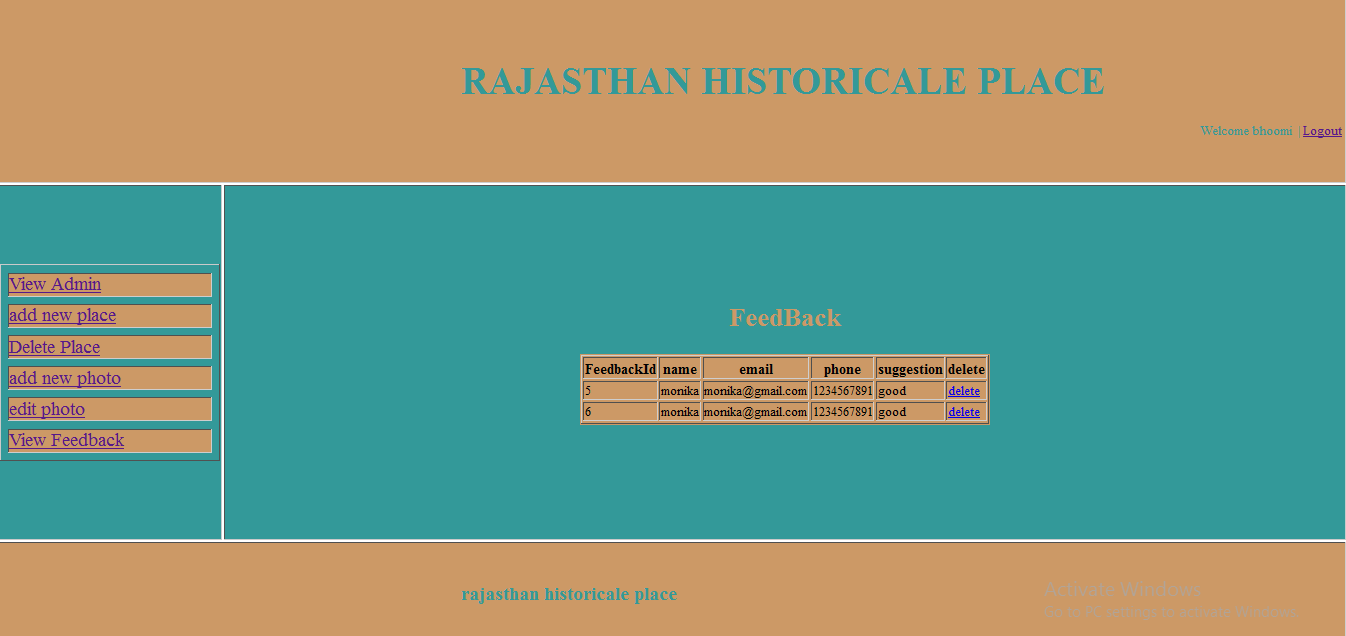 RAJASTHAN HISTORICALE PLACE
Welcome bhoomi | Logout
View Admin
add new place
Delete Place
add new photo
edit photo
View Feedback
FeedBack
FeedbackId name email phone suggestion delete
5 monika monika@gmail.com 1234567891 good delete
6 monika monika@gmail.com 1234567891 good delete
rajasthan historicale place
Activate Windows
Go to PC settings to activate Windows.